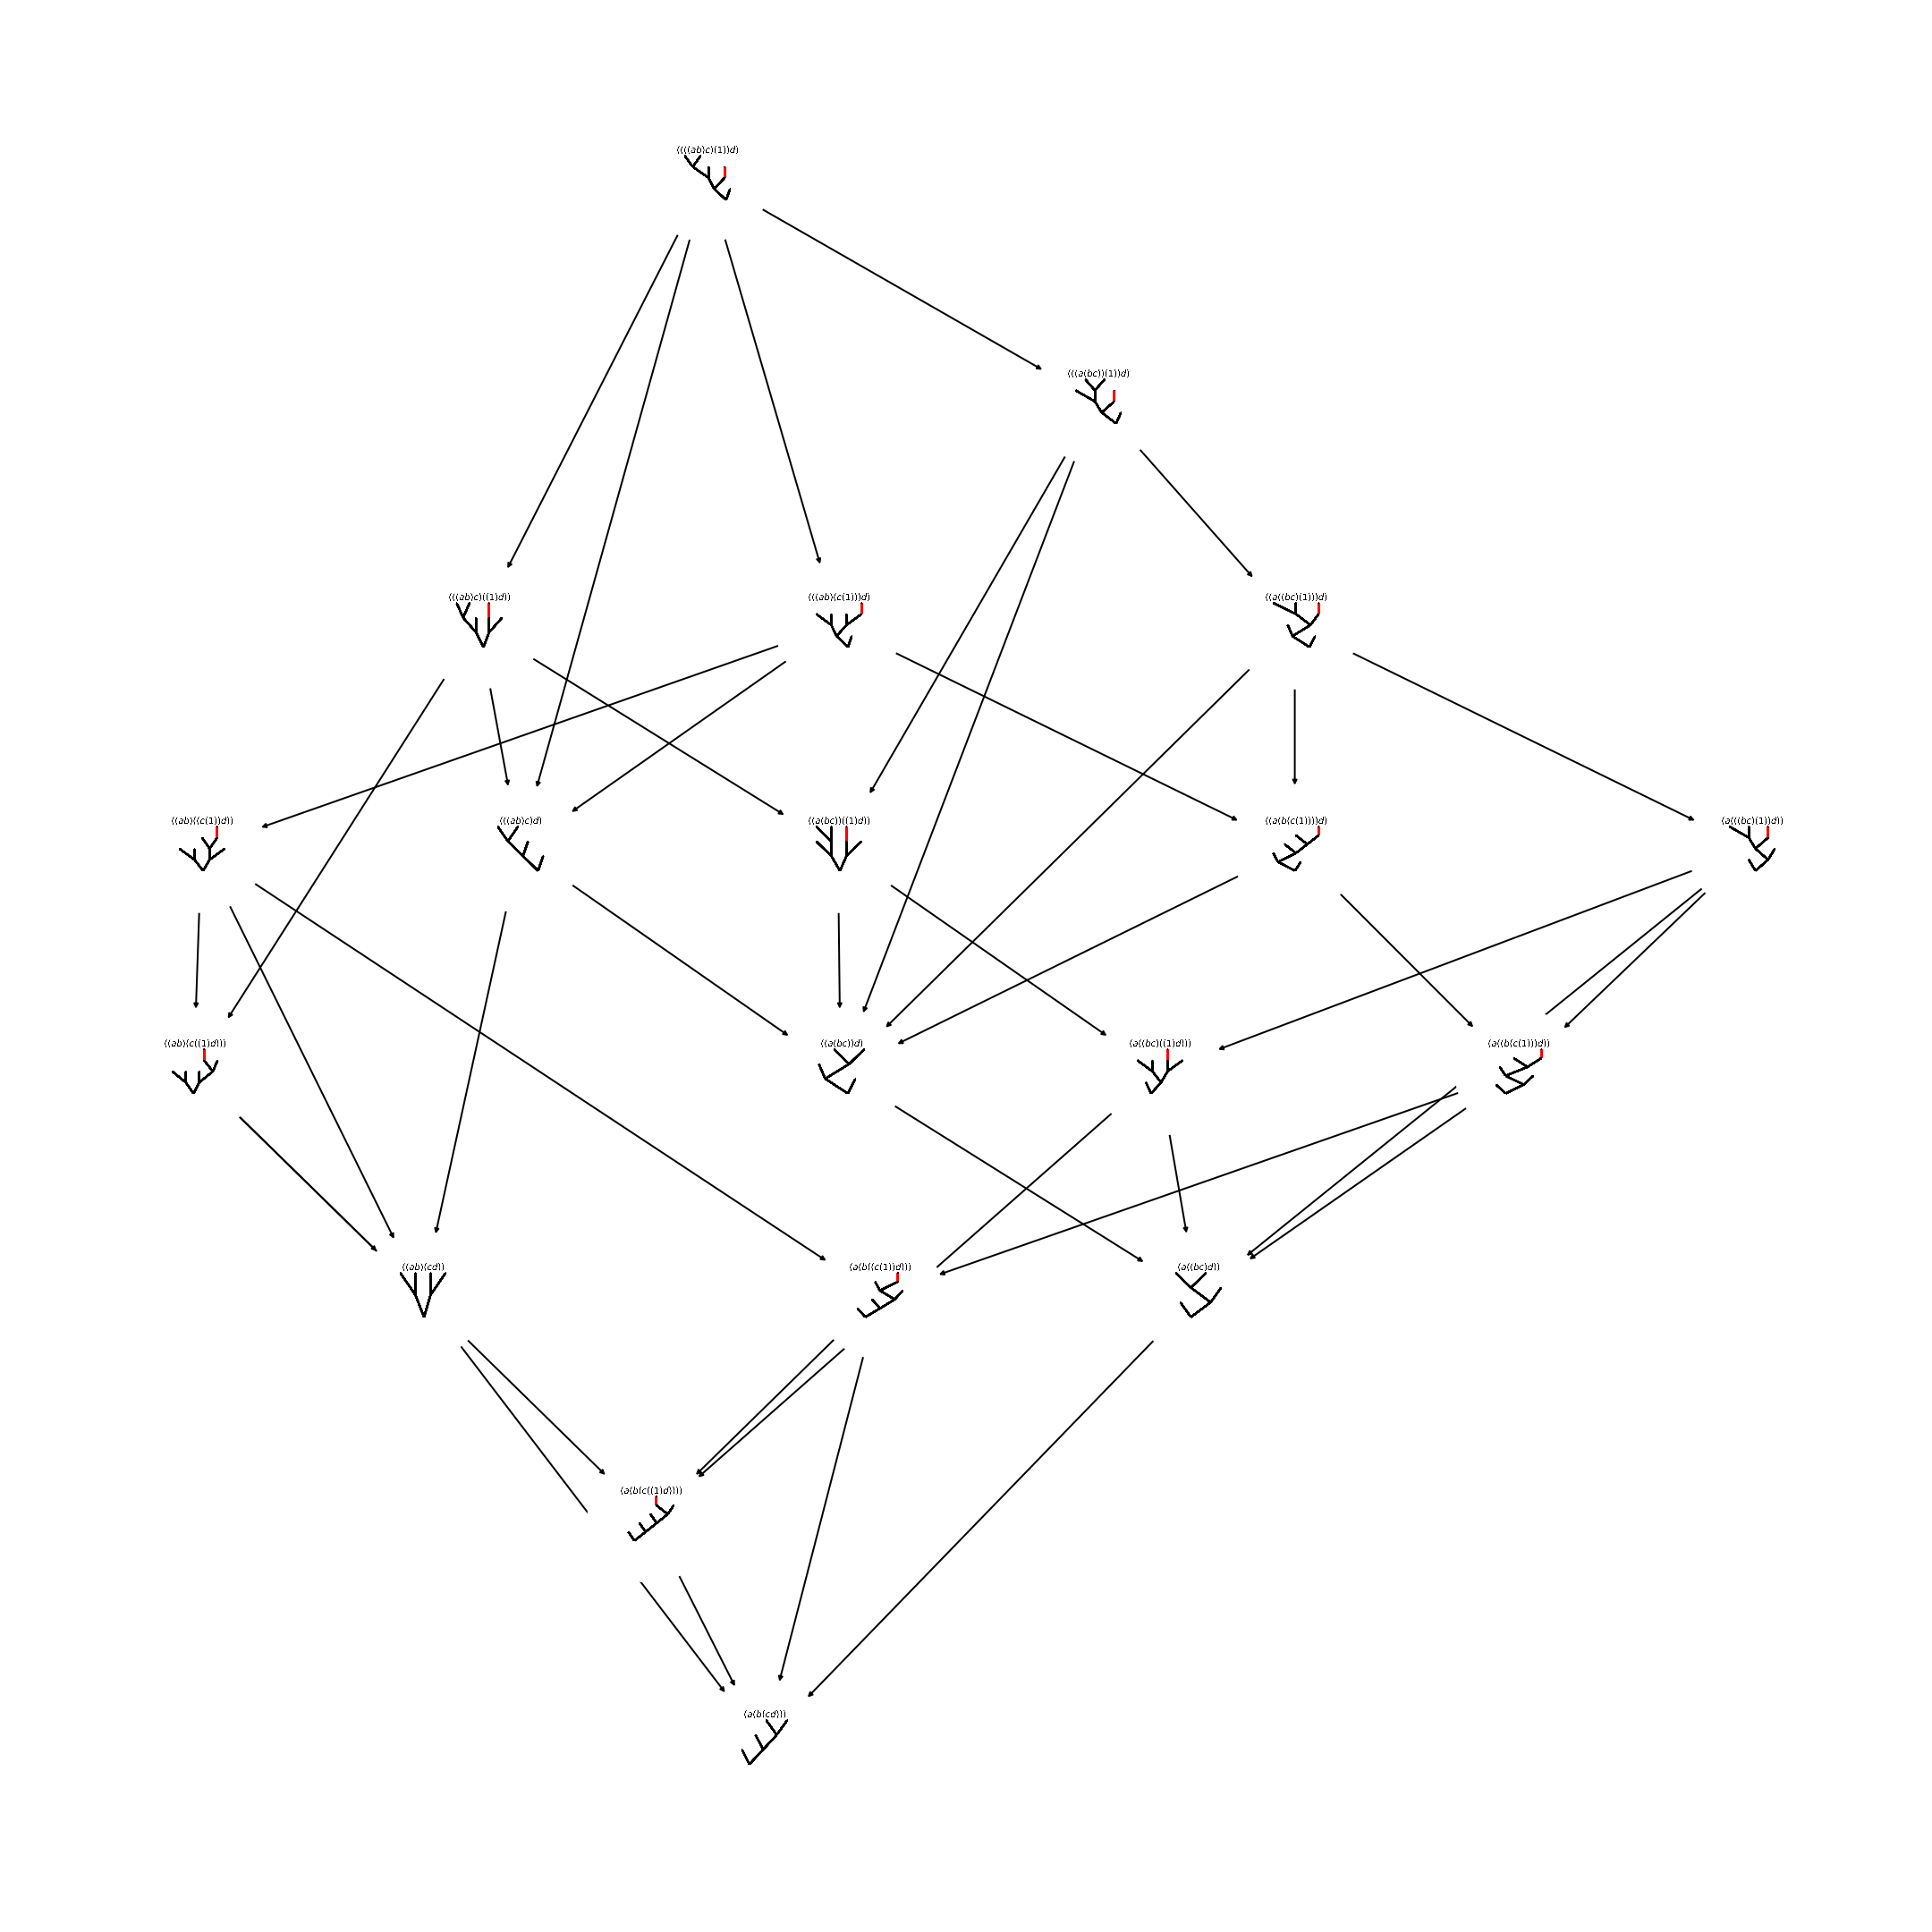 ((((ab)c)(1))d)
(((a(bc))(1))d)
(((ab)c)((1)d))
(((ab)(c(1)))d)
((a((bc)(1)))d)
((ab)((c(1))d))
(((ab)c)d)
((a(bc))((1)d))
((a(b(c(1))))d)
(a(((bc)(1))d))
((ab)(c((1)d)))
((a(bc))d)
(a((bc)((1)d)))
(a((b(c(1)))d))
((ab)(cd))
(a(b((c(1))d)))
(a((bc)d))
(a(b(c((1)d))))
(a(b(cd)))